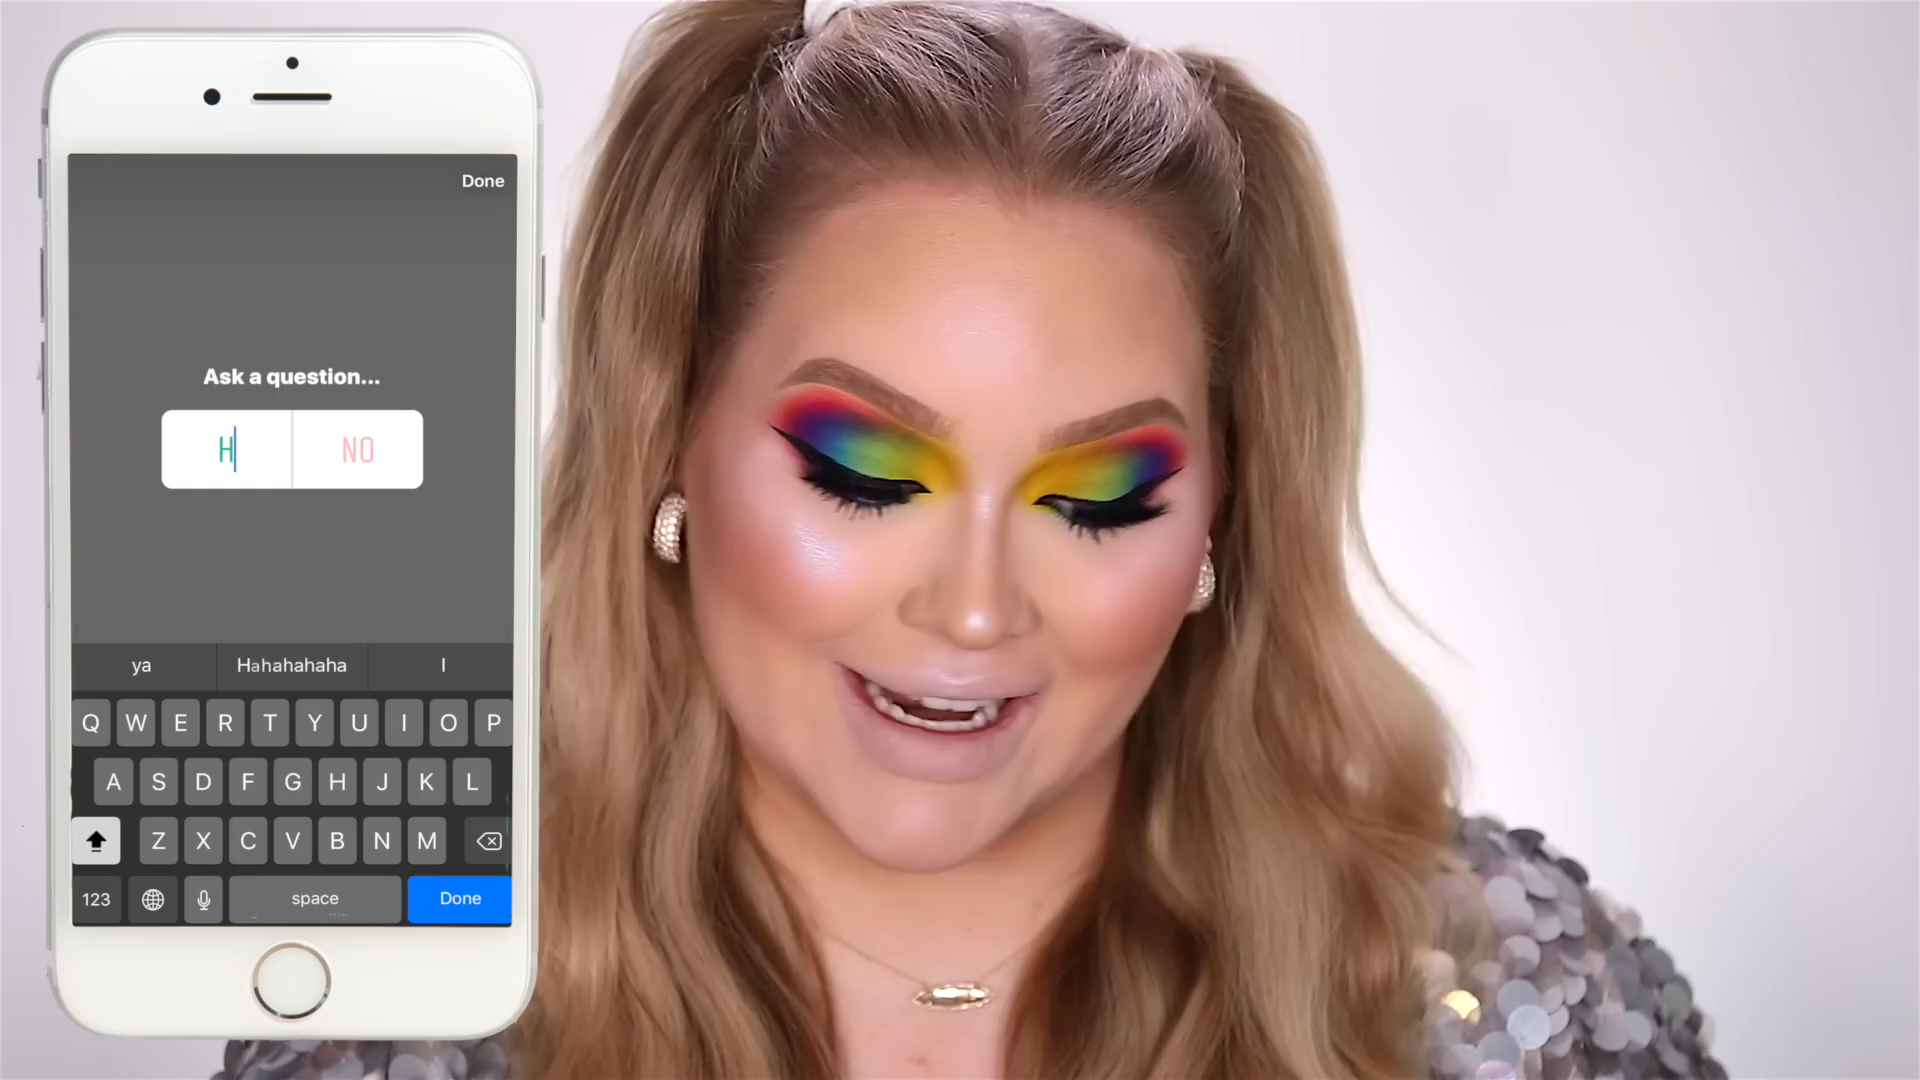 Done
Ask a question...
H NO
ya Hahahahaha I
Q W E R T Y U I O P
A S D F G H J K L
Z X C V B N M
123 space Done